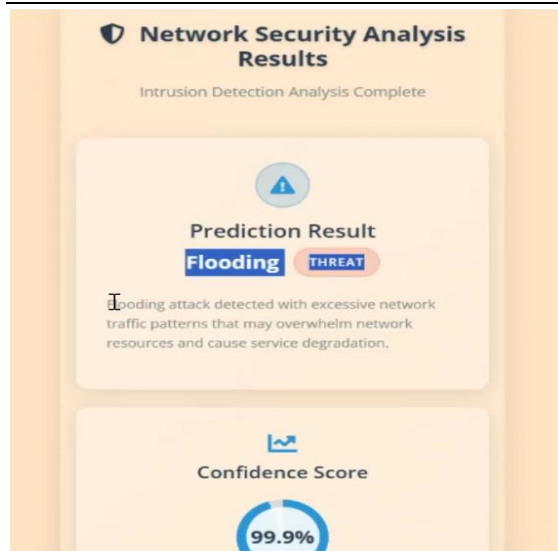 Network Security Analysis
Results
Intrusion Detection Analysis Complete
Prediction Result
Flooding THREAT
Flooding attack detected with excessive network
traffic patterns that may overwhelm network
resources and cause service degradation.
Confidence Score
99.9%